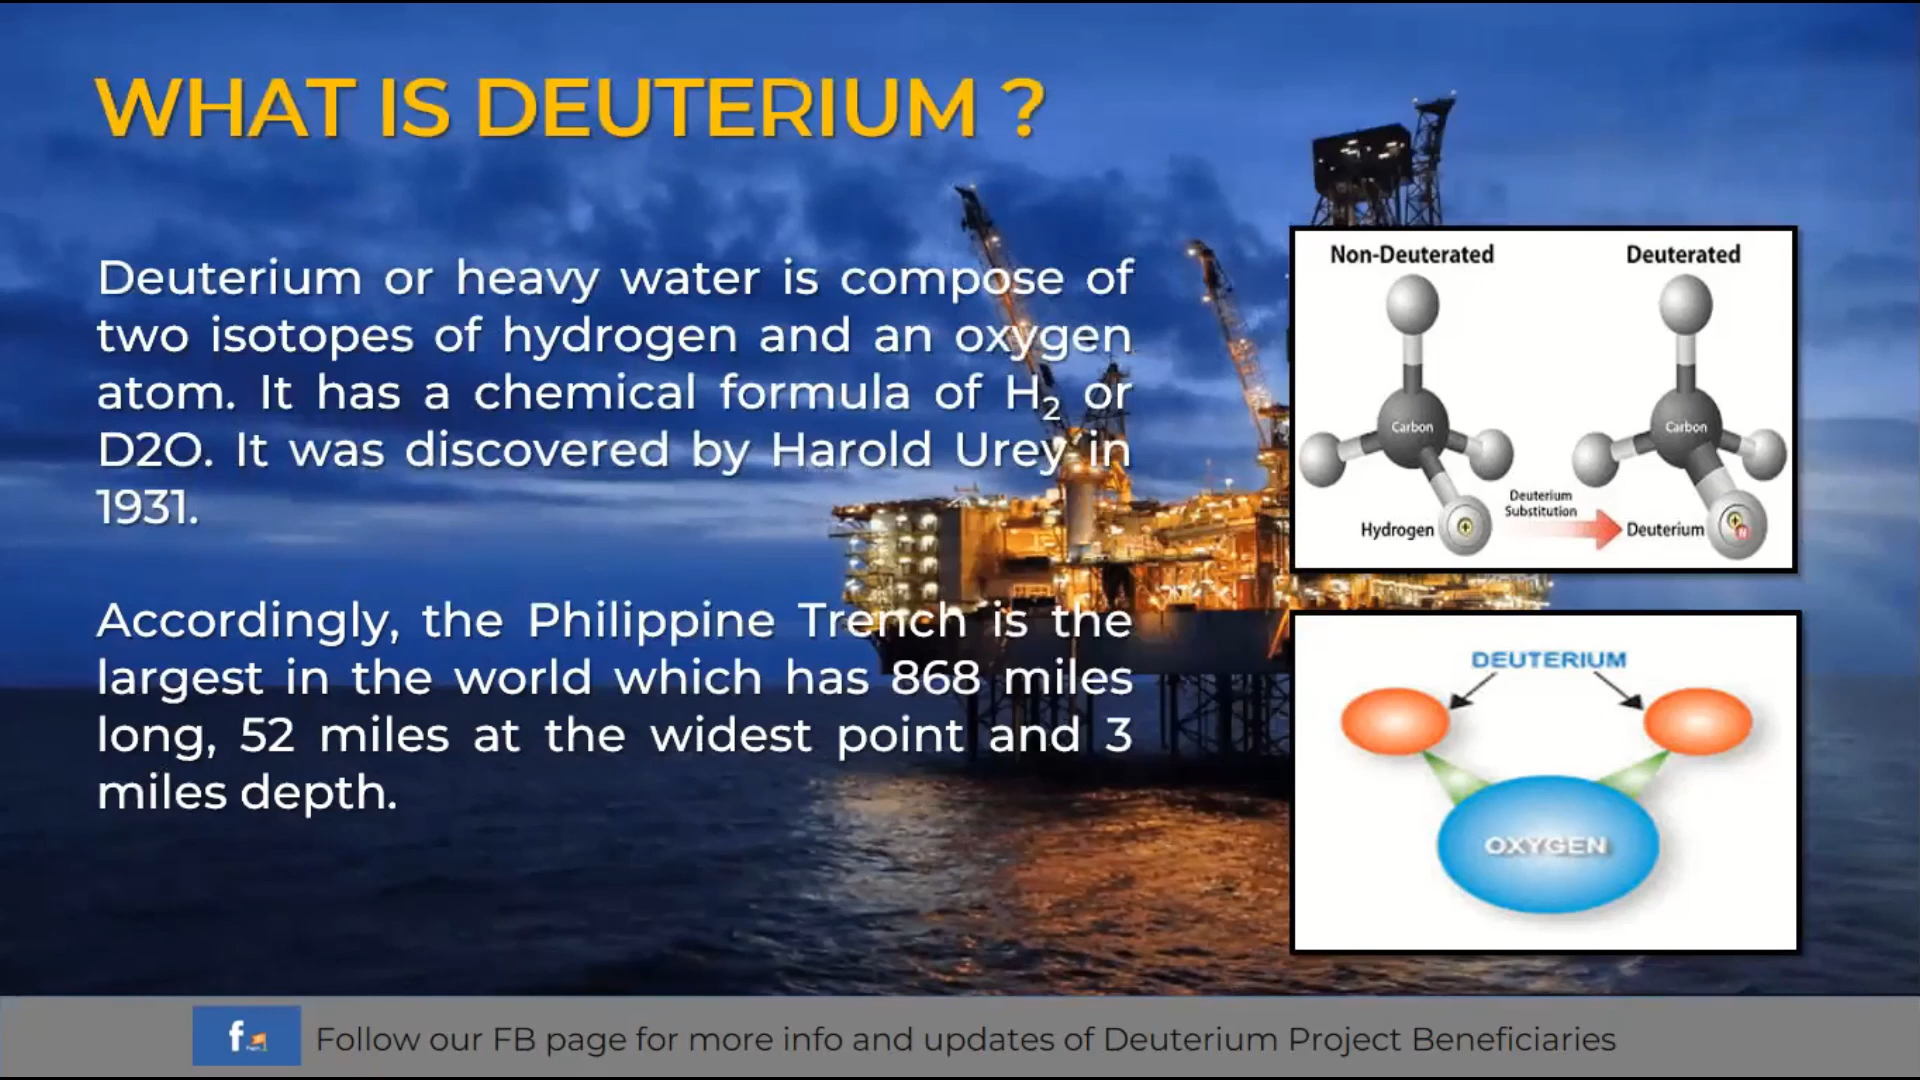 WHAT IS DEUTERIUM ?
Deuterium or heavy water is compose of
two isotopes of hydrogen and an oxygen
atom. It has a chemical formula of H₂ or
D2O. It was discovered by Harold Urey in
1931.
Accordingly, the Philippine Trench is the
largest in the world which has 868 miles
long, 52 miles at the widest point and 3
miles depth.
Non-Deuterated
Deuterated
Carbon
Carbon
Deuterium
Substitution
Hydrogen
Deuterium
N
DEUTERIUM
OXYGEN
f
Follow our FB page for more info and updates of Deuterium Project Beneficiaries